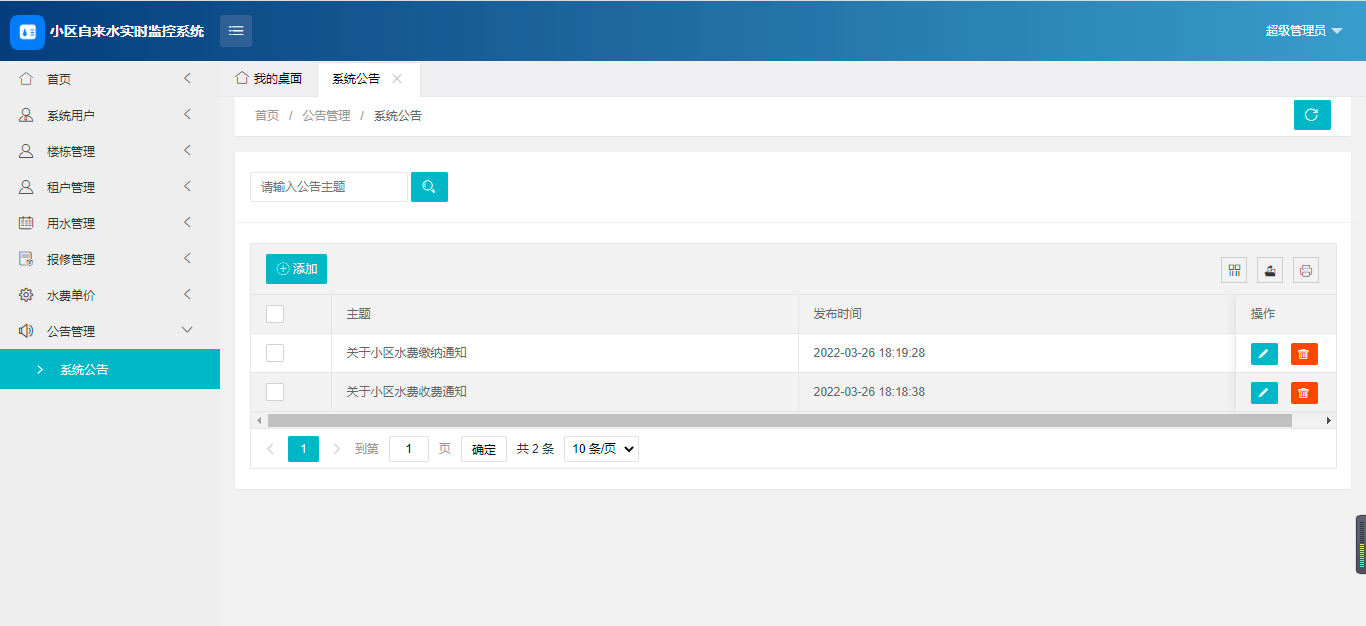 小区自来水实时监控系统
超级管理员
首页
系统用户
楼栋管理
租户管理
用水管理
报修管理
水费单价
公告管理
系统公告
我的桌面
系统公告
首页 / 公告管理 / 系统公告
请输入公告主题
添加
主题 发布时间 操作
关于小区水费缴纳通知 2022-03-26 18:19:28
关于小区水费收费通知 2022-03-26 18:18:38
1 到第 1 页 确定 共 2 条 10 条/页